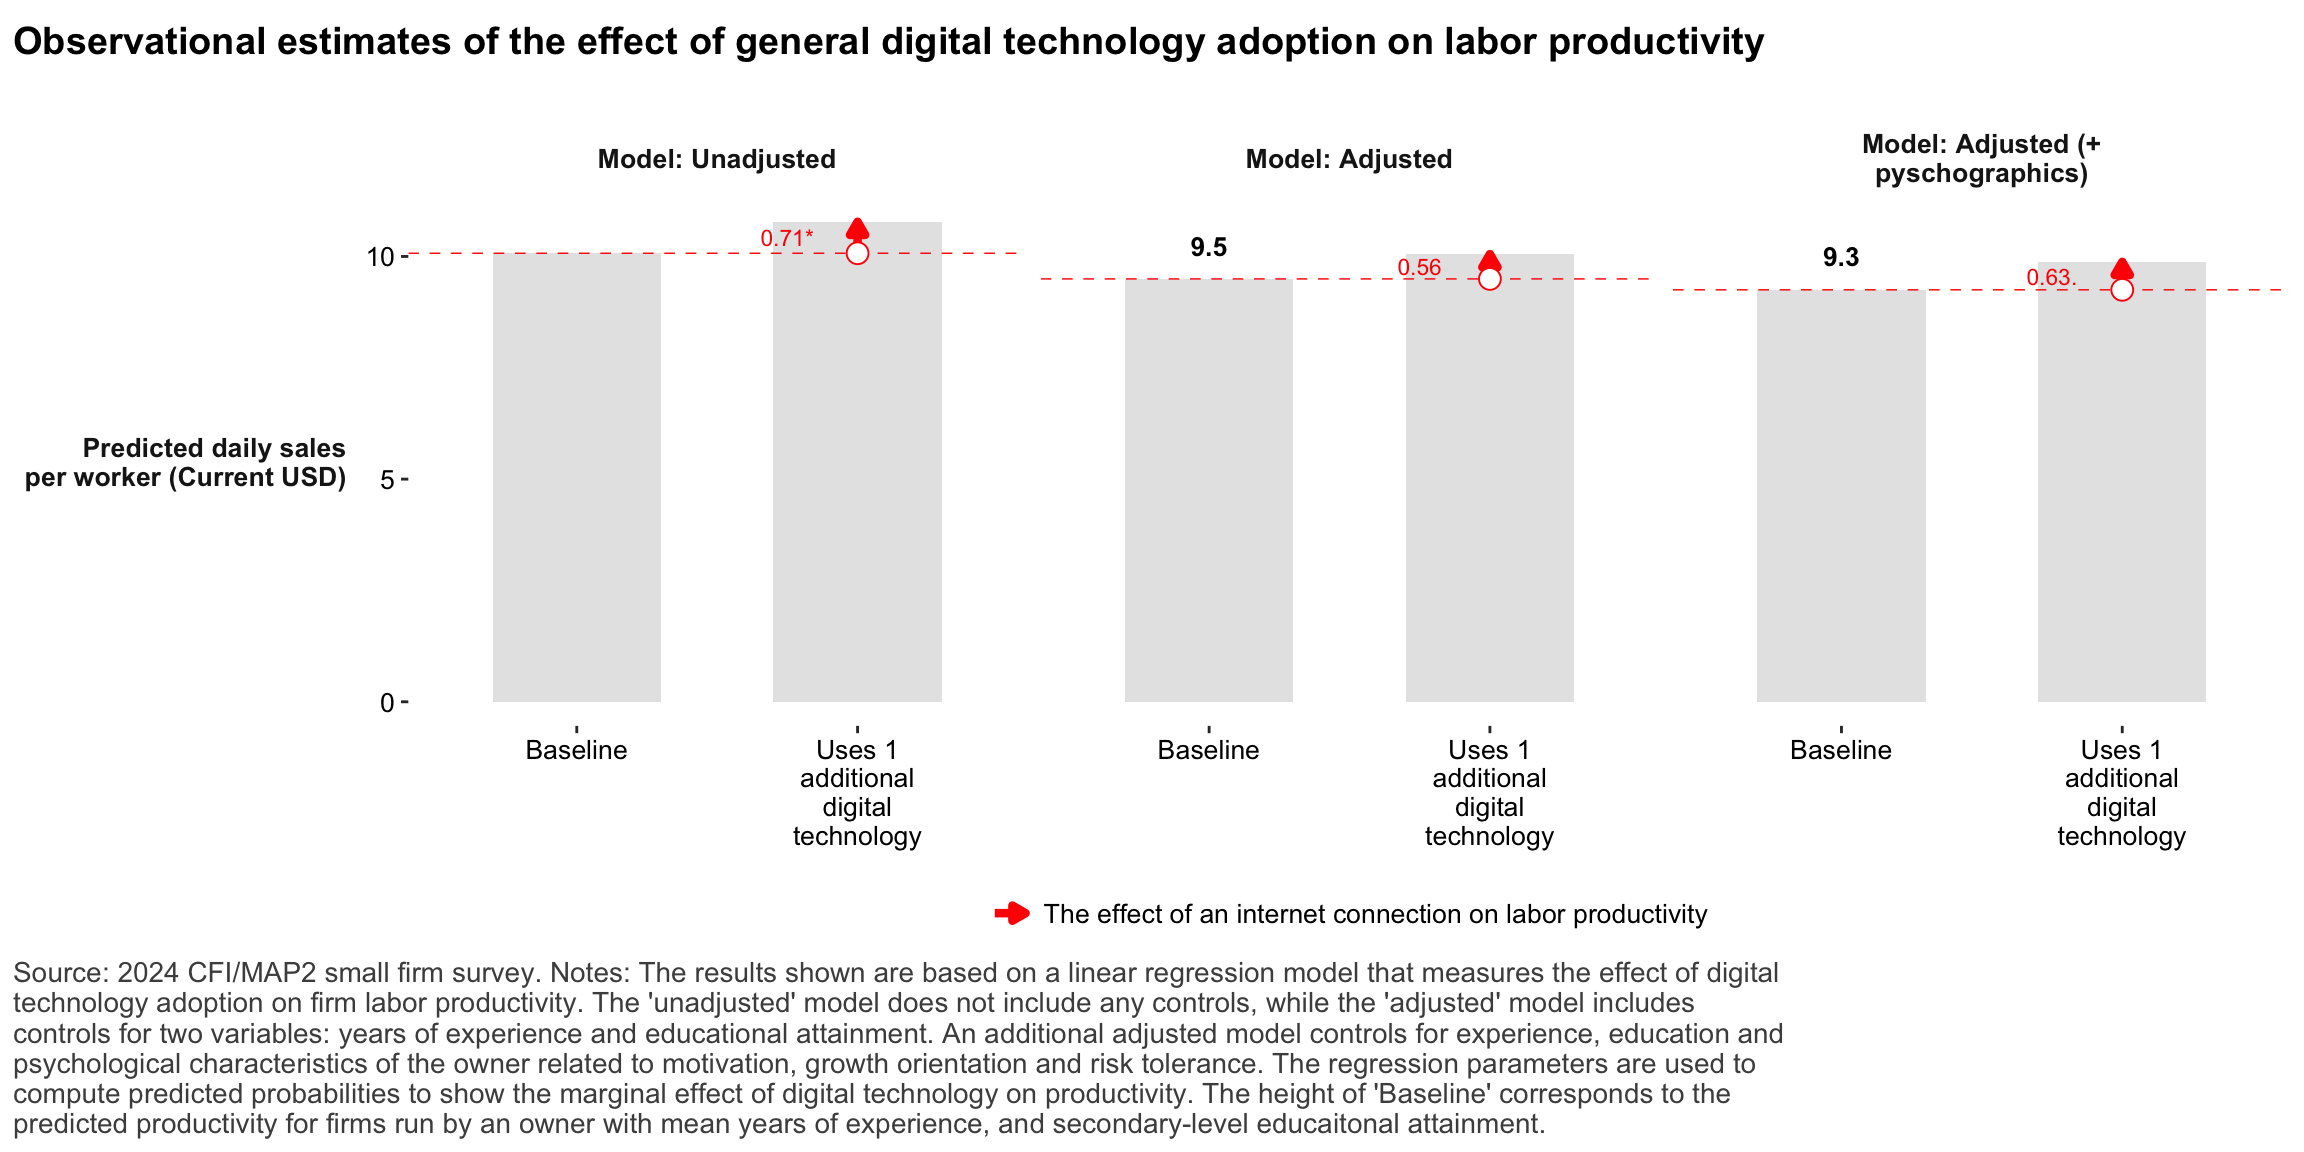 Observational estimates of the effect of general digital technology adoption on labor productivity
Model: Unadjusted
Model: Adjusted
Model: Adjusted (+
pyschographics)
0.71*
9.5
0.56
9.3
0.63.
10
5
0
Predicted daily sales
per worker (Current USD)
Baseline
Uses 1
additional
digital
technology
Baseline
Uses 1
additional
digital
technology
Baseline
Uses 1
additional
digital
technology
The effect of an internet connection on labor productivity
Source: 2024 CFI/MAP2 small firm survey. Notes: The results shown are based on a linear regression model that measures the effect of digital
technology adoption on firm labor productivity. The 'unadjusted' model does not include any controls, while the 'adjusted' model includes
controls for two variables: years of experience and educational attainment. An additional adjusted model controls for experience, education and
psychological characteristics of the owner related to motivation, growth orientation and risk tolerance. The regression parameters are used to
compute predicted probabilities to show the marginal effect of digital technology on productivity. The height of 'Baseline' corresponds to the
predicted productivity for firms run by an owner with mean years of experience, and secondary-level educaitonal attainment.